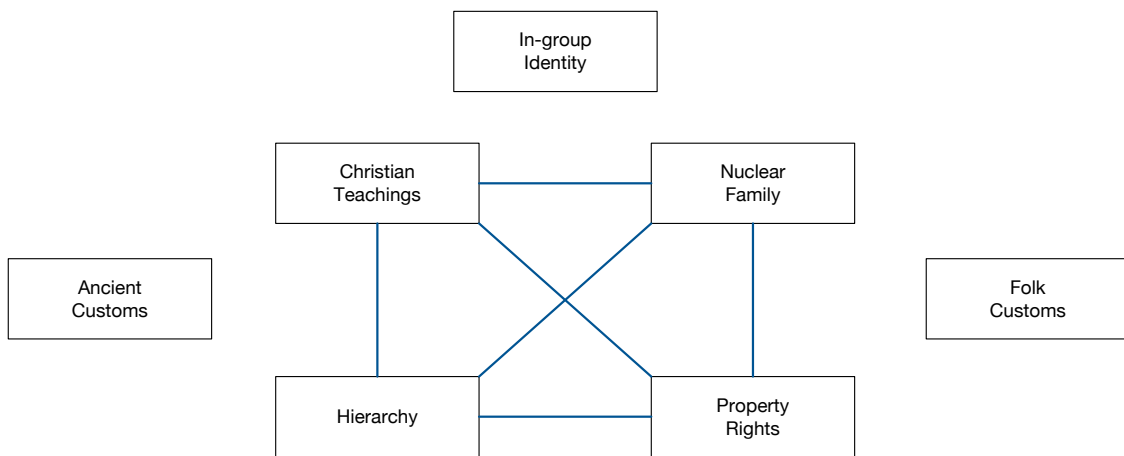 In-group
Identity
Christian
Teachings
Nuclear
Family
Ancient
Customs
Folk
Customs
Hierarchy
Property
Rights